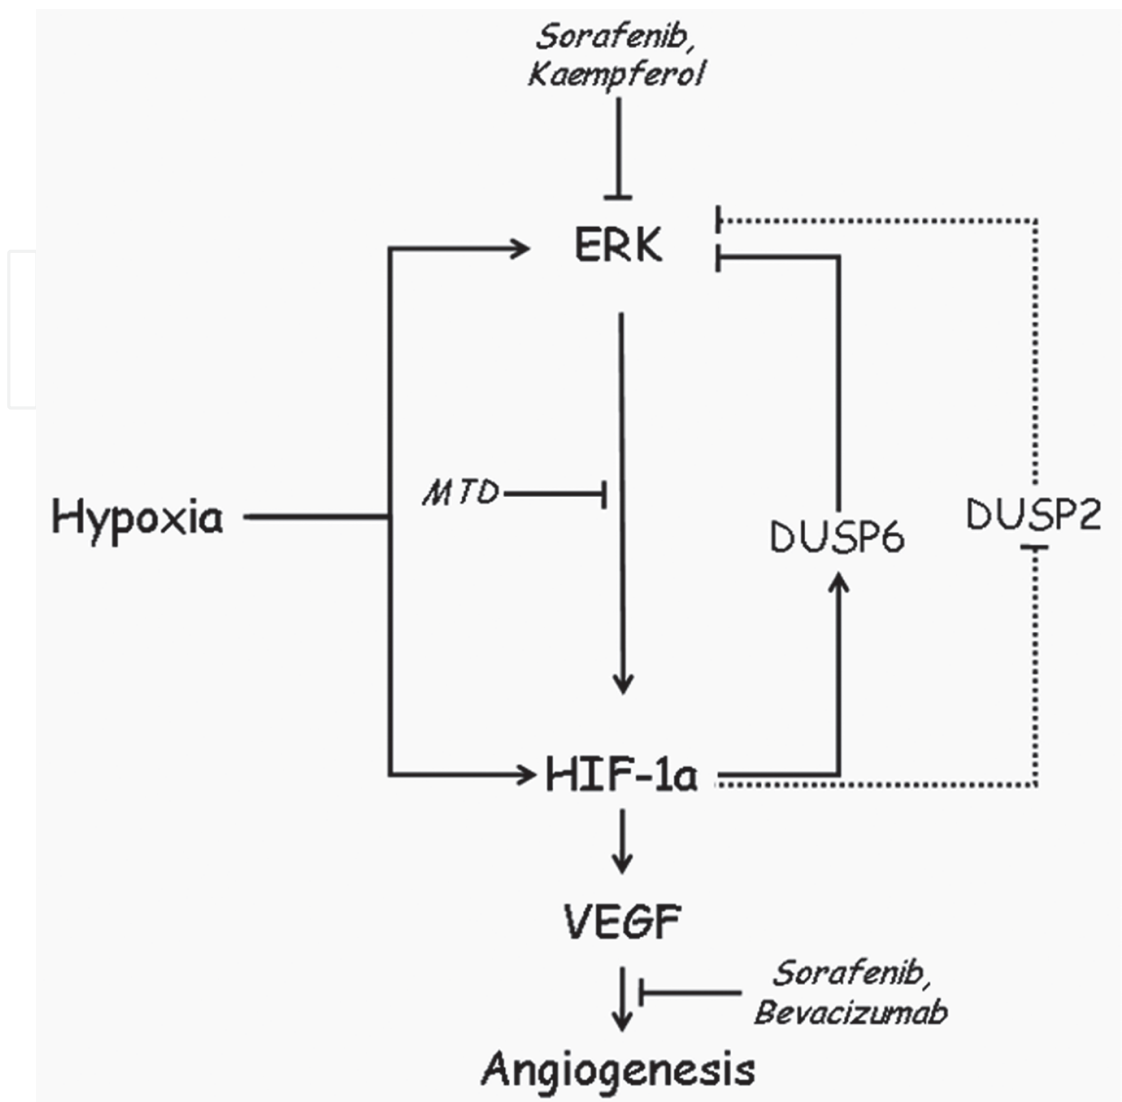 Sorafenib,
Kaempferol
ERK
MTD
Hypoxia
DUSP6
DUSP2
HIF-1a
VEGF
Sorafenib,
Bevacizumab
Angiogenesis